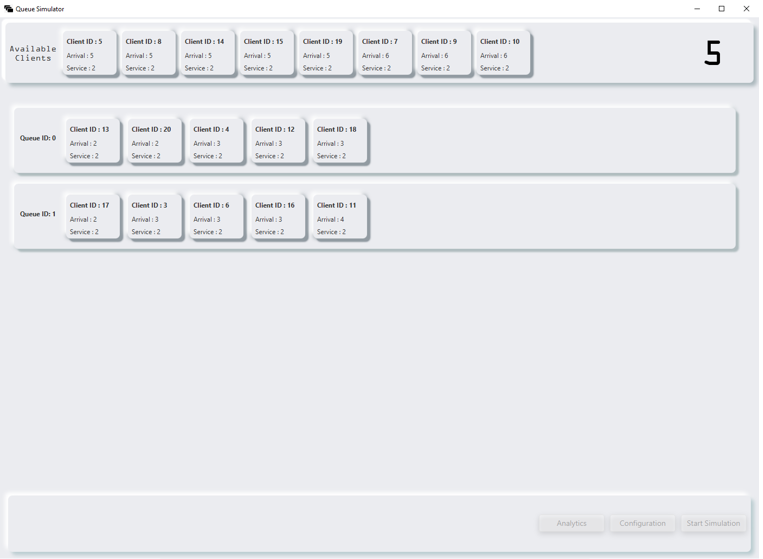 Queue Simulator
Available
Clients
Client ID : 5
Arrival : 5
Service : 2
Client ID : 8
Arrival : 5
Service : 2
Client ID : 14
Arrival : 5
Service : 2
Client ID : 15
Arrival : 5
Service : 2
Client ID : 19
Arrival : 5
Service : 2
Client ID : 7
Arrival : 6
Service : 2
Client ID : 9
Arrival : 6
Service : 2
Client ID : 10
Arrival : 6
Service : 2
5
Queue ID: 0
Client ID : 13
Arrival : 2
Service : 2
Client ID : 20
Arrival : 2
Service : 2
Client ID : 4
Arrival : 3
Service : 2
Client ID : 12
Arrival : 3
Service : 2
Client ID : 18
Arrival : 3
Service : 2
Queue ID: 1
Client ID : 17
Arrival : 2
Service : 2
Client ID : 3
Arrival : 3
Service : 2
Client ID : 6
Arrival : 3
Service : 2
Client ID : 16
Arrival : 3
Service : 2
Client ID : 11
Arrival : 4
Service : 2
Analytics
Configuration
Start Simulation